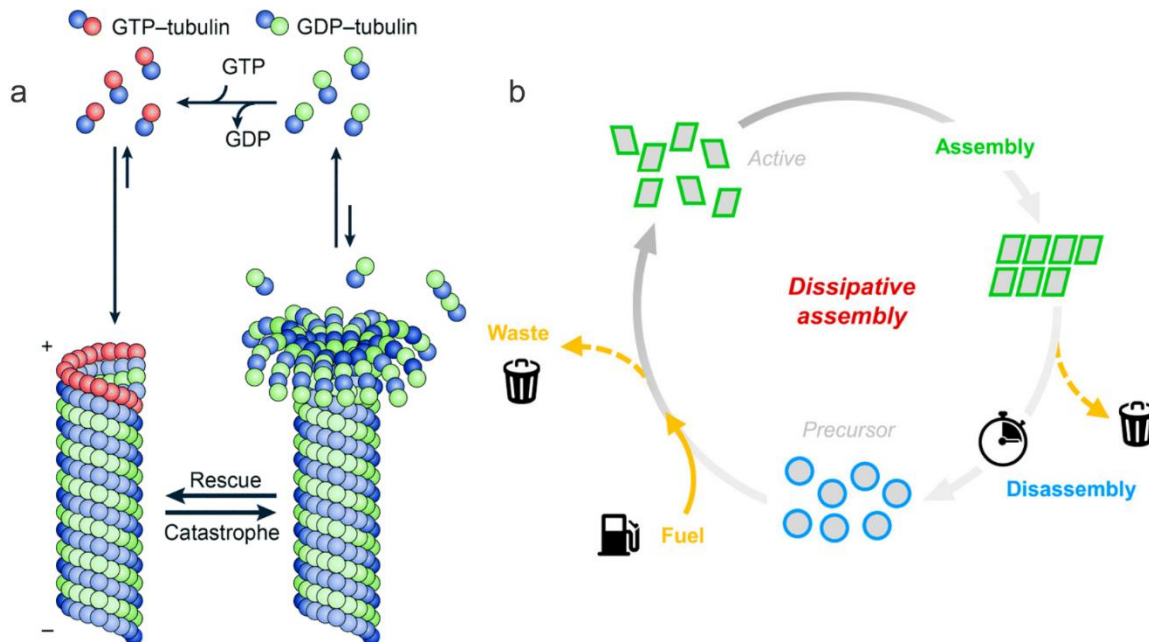 a
GTP–tubulin
GDP–tubulin
GTP
GDP
+
–
Rescue
Catastrophe
b
Active
Assembly
Dissipative
assembly
Waste
Precursor
Fuel
Disassembly